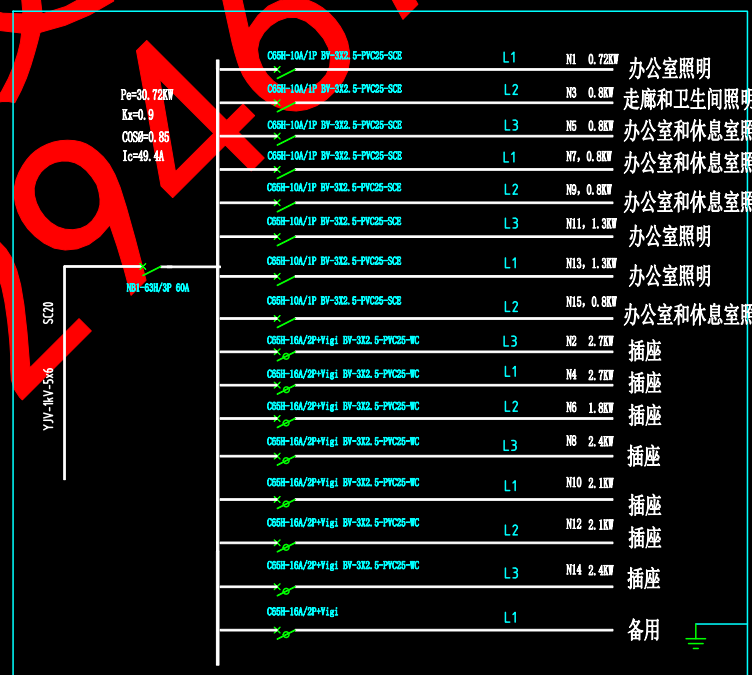 C65H-10A/1P BV-3X2.5-PVC25-SCE L1 N1 0.72KW 办公室照明
C65H-10A/1P BV-3X2.5-PVC25-SCE L2 N3 0.8KW 走廊和卫生间照明
C65H-10A/1P BV-3X2.5-PVC25-SCE L3 N5 0.8KW 办公室和休息室照
C65H-10A/1P BV-3X2.5-PVC25-SCE L1 N7, 0.8KW 办公室和休息室照
C65H-10A/1P BV-3X2.5-PVC25-SCE L2 N9, 0.8KW 办公室和休息室照
C65H-10A/1P BV-3X2.5-PVC25-SCE L3 N11, 1.3KW 办公室照明
C65H-10A/1P BV-3X2.5-PVC25-SCE L1 N13, 1.3KW 办公室照明
C65H-10A/1P BV-3X2.5-PVC25-SCE L2 N15, 0.8KW 办公室和休息室照
C65H-16A/2P+Vigi BV-3X2.5-PVC25-WC L3 N2 2.7KW 插座
C65H-16A/2P+Vigi BV-3X2.5-PVC25-WC L1 N4 2.7KW 插座
C65H-16A/2P+Vigi BV-3X2.5-PVC25-WC L2 N6 1.8KW 插座
C65H-16A/2P+Vigi BV-3X2.5-PVC25-WC L3 N8 2.4KW 插座
C65H-16A/2P+Vigi BV-3X2.5-PVC25-WC L1 N10 2.1KW 插座
C65H-16A/2P+Vigi BV-3X2.5-PVC25-WC L2 N12 2.1KW 插座
C65H-16A/2P+Vigi BV-3X2.5-PVC25-WC L3 N14 2.4KW 插座
C65H-16A/2P+Vigi L1 备用
Pe=30.72KW
Kx=0.9
COSØ=0.85
Ic=49.4A
NB1-63H/3P 60A
SC20
YJV-1kV-5x6